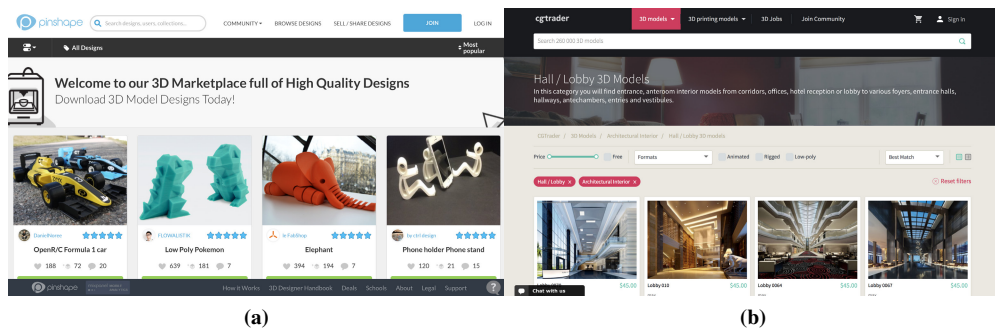 pinshape
Search designs, users, collections...
COMMUNITY
BROWSE DESIGNS
SELL / SHARE DESIGNS
JOIN
LOG IN
All Designs
Most popular
Welcome to our 3D Marketplace full of High Quality Designs
Download 3D Model Designs Today!
DanielNoree
OpenR/C Formula 1 car
188 72 20
FLOWALISTIK
Low Poly Pokemon
639 181 7
le FabShop
Elephant
394 194 7
by ctrl design
Phone holder Phone stand
120 21 15
pinshape
How it Works
3D Designer Handbook
Deals
Schools
About
Legal
Support
?
(a)
cgtrader
3D models
3D printing models
3D Jobs
Join Community
Sign In
Search 260 000 3D models
Hall / Lobby 3D Models
In this category you will find entrance, anteroom interior models from corridors, offices, hotel reception or lobby to various foyers, entrance halls,
hallways, antechambers, entries and vestibules.
CGTrader / 3D Models / Architectural Interior / Hall / Lobby 3D models
Price
Free
Formats
Animated
Rigged
Low-poly
Best Match
Hall / Lobby x
Architectural Interior x
Reset filters
$45.00
Lobby 010 $45.00
Lobby 0064 $45.00
Lobby 0067 $45.00
Chat with us
(b)